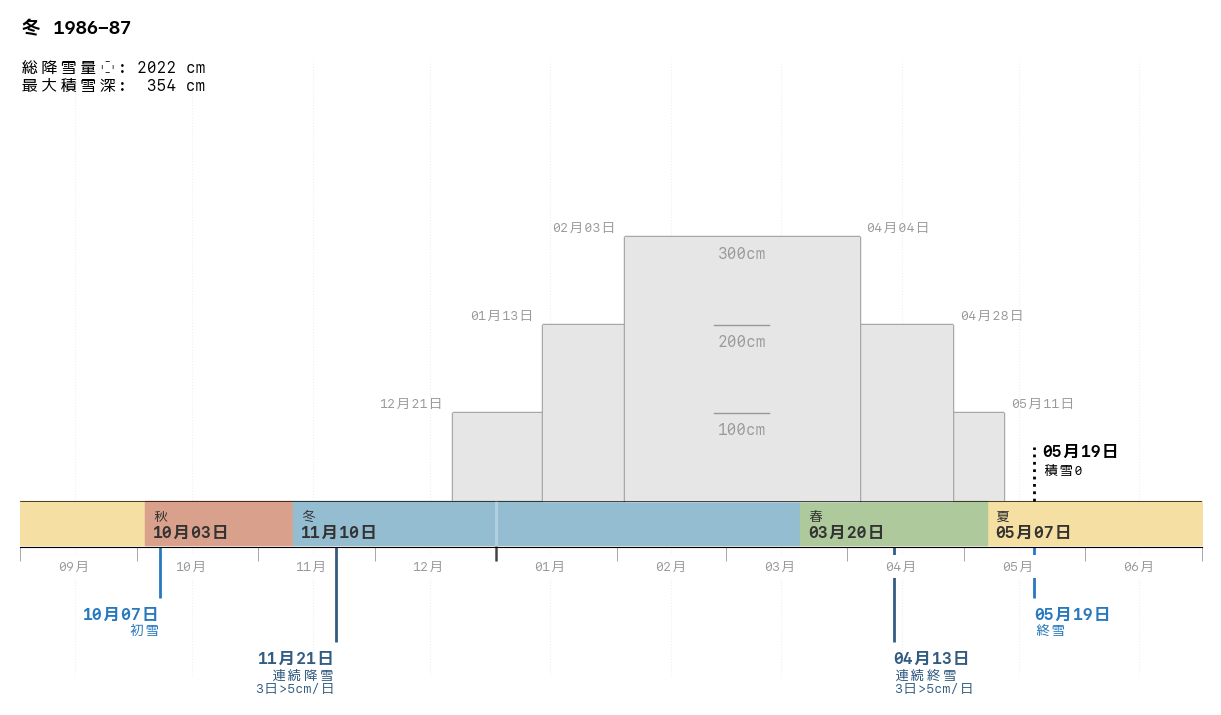 冬 1986–87
総降雪量: 2022 cm
最大積雪深: 354 cm
02月03日
04月04日
300cm
01月13日
04月28日
200cm
12月21日
05月11日
100cm
05月19日
積雪0
秋
10月03日
冬
11月10日
春
03月20日
夏
05月07日
09月
10月
11月
12月
01月
02月
03月
04月
05月
06月
10月07日
初雪
05月19日
終雪
11月21日
連続降雪
3日>5cm/日
04月13日
連続終雪
3日>5cm/日